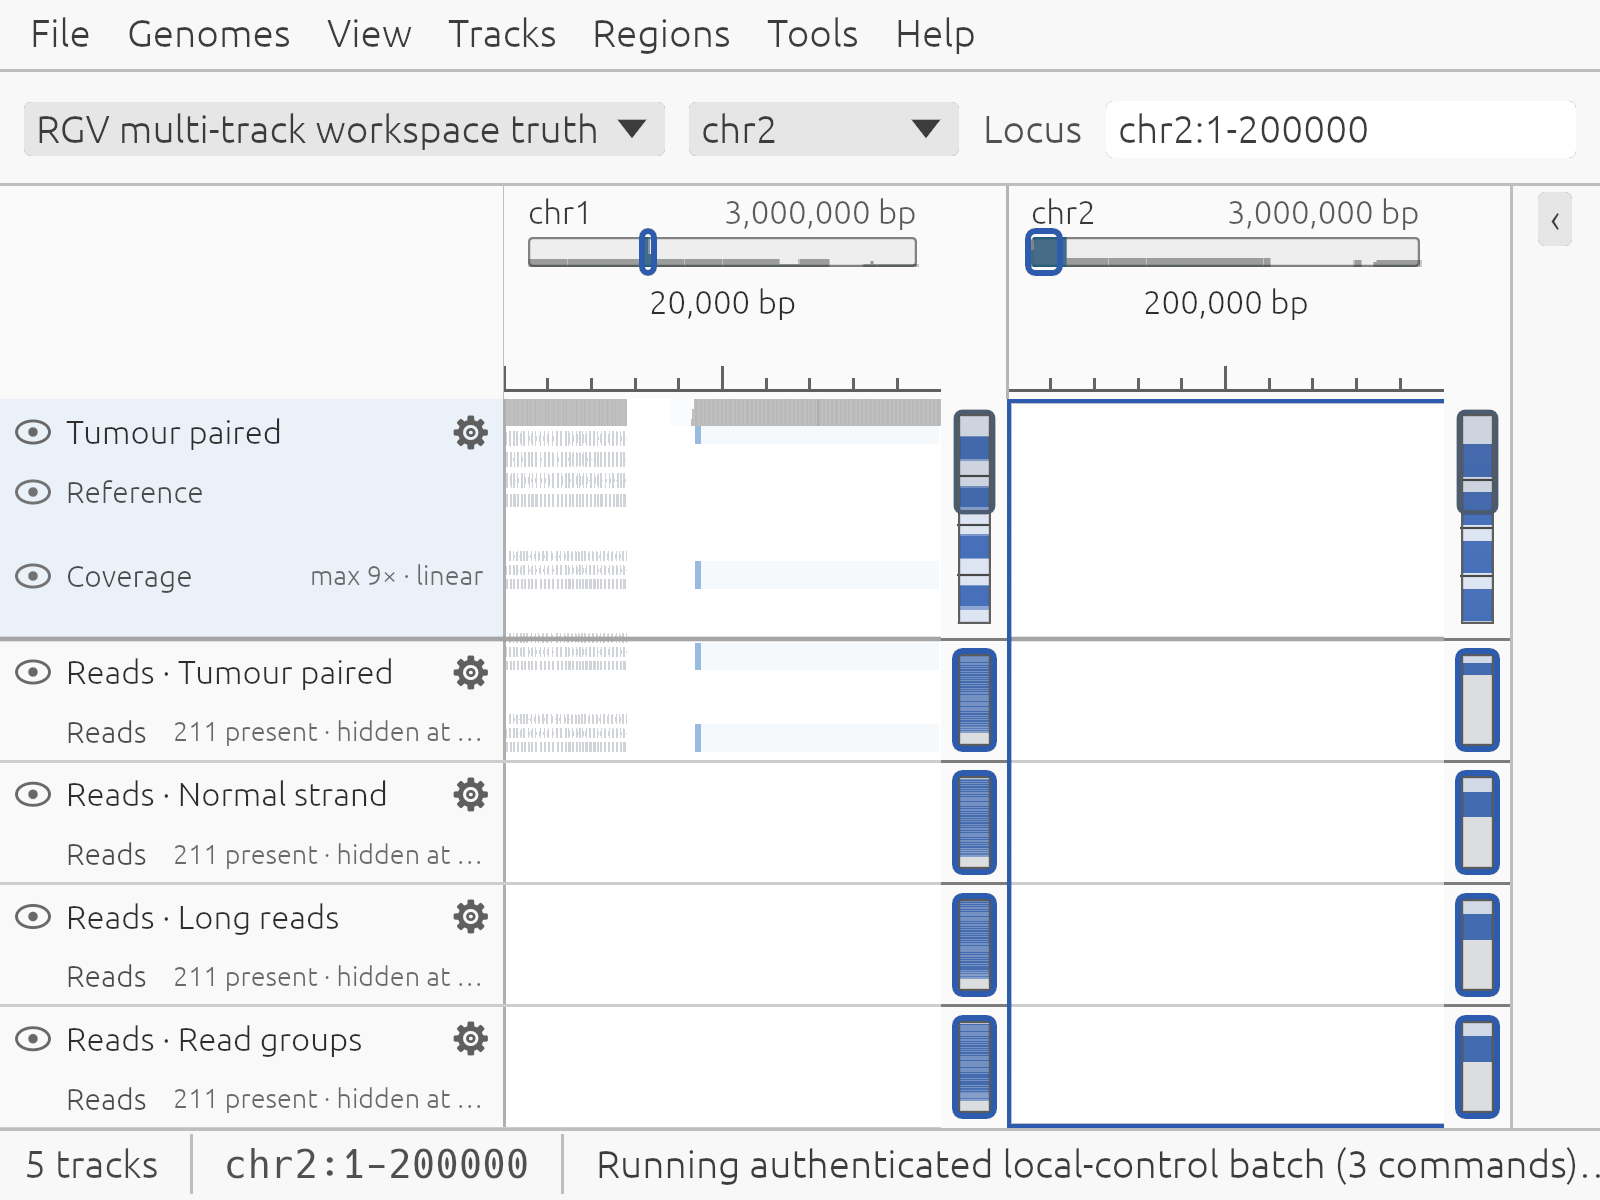 File Genomes View Tracks Regions Tools Help
RGV multi-track workspace truth chr2 Locus chr2:1-200000
chr1 3,000,000 bp chr2 3,000,000 bp
20,000 bp 200,000 bp
Tumour paired
Reference
Coverage max 9× · linear
Reads · Tumour paired
Reads 211 present · hidden at …
Reads · Normal strand
Reads 211 present · hidden at …
Reads · Long reads
Reads 211 present · hidden at …
Reads · Read groups
Reads 211 present · hidden at …
5 tracks chr2:1-200000 Running authenticated local-control batch (3 commands)…